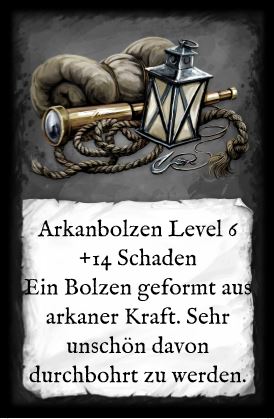 Arkanbolzen Level 6
+14 Schaden
Ein Bolzen geformt aus
arkaner Kraft. Sehr
unschön davon
durchbohrt zu werden.